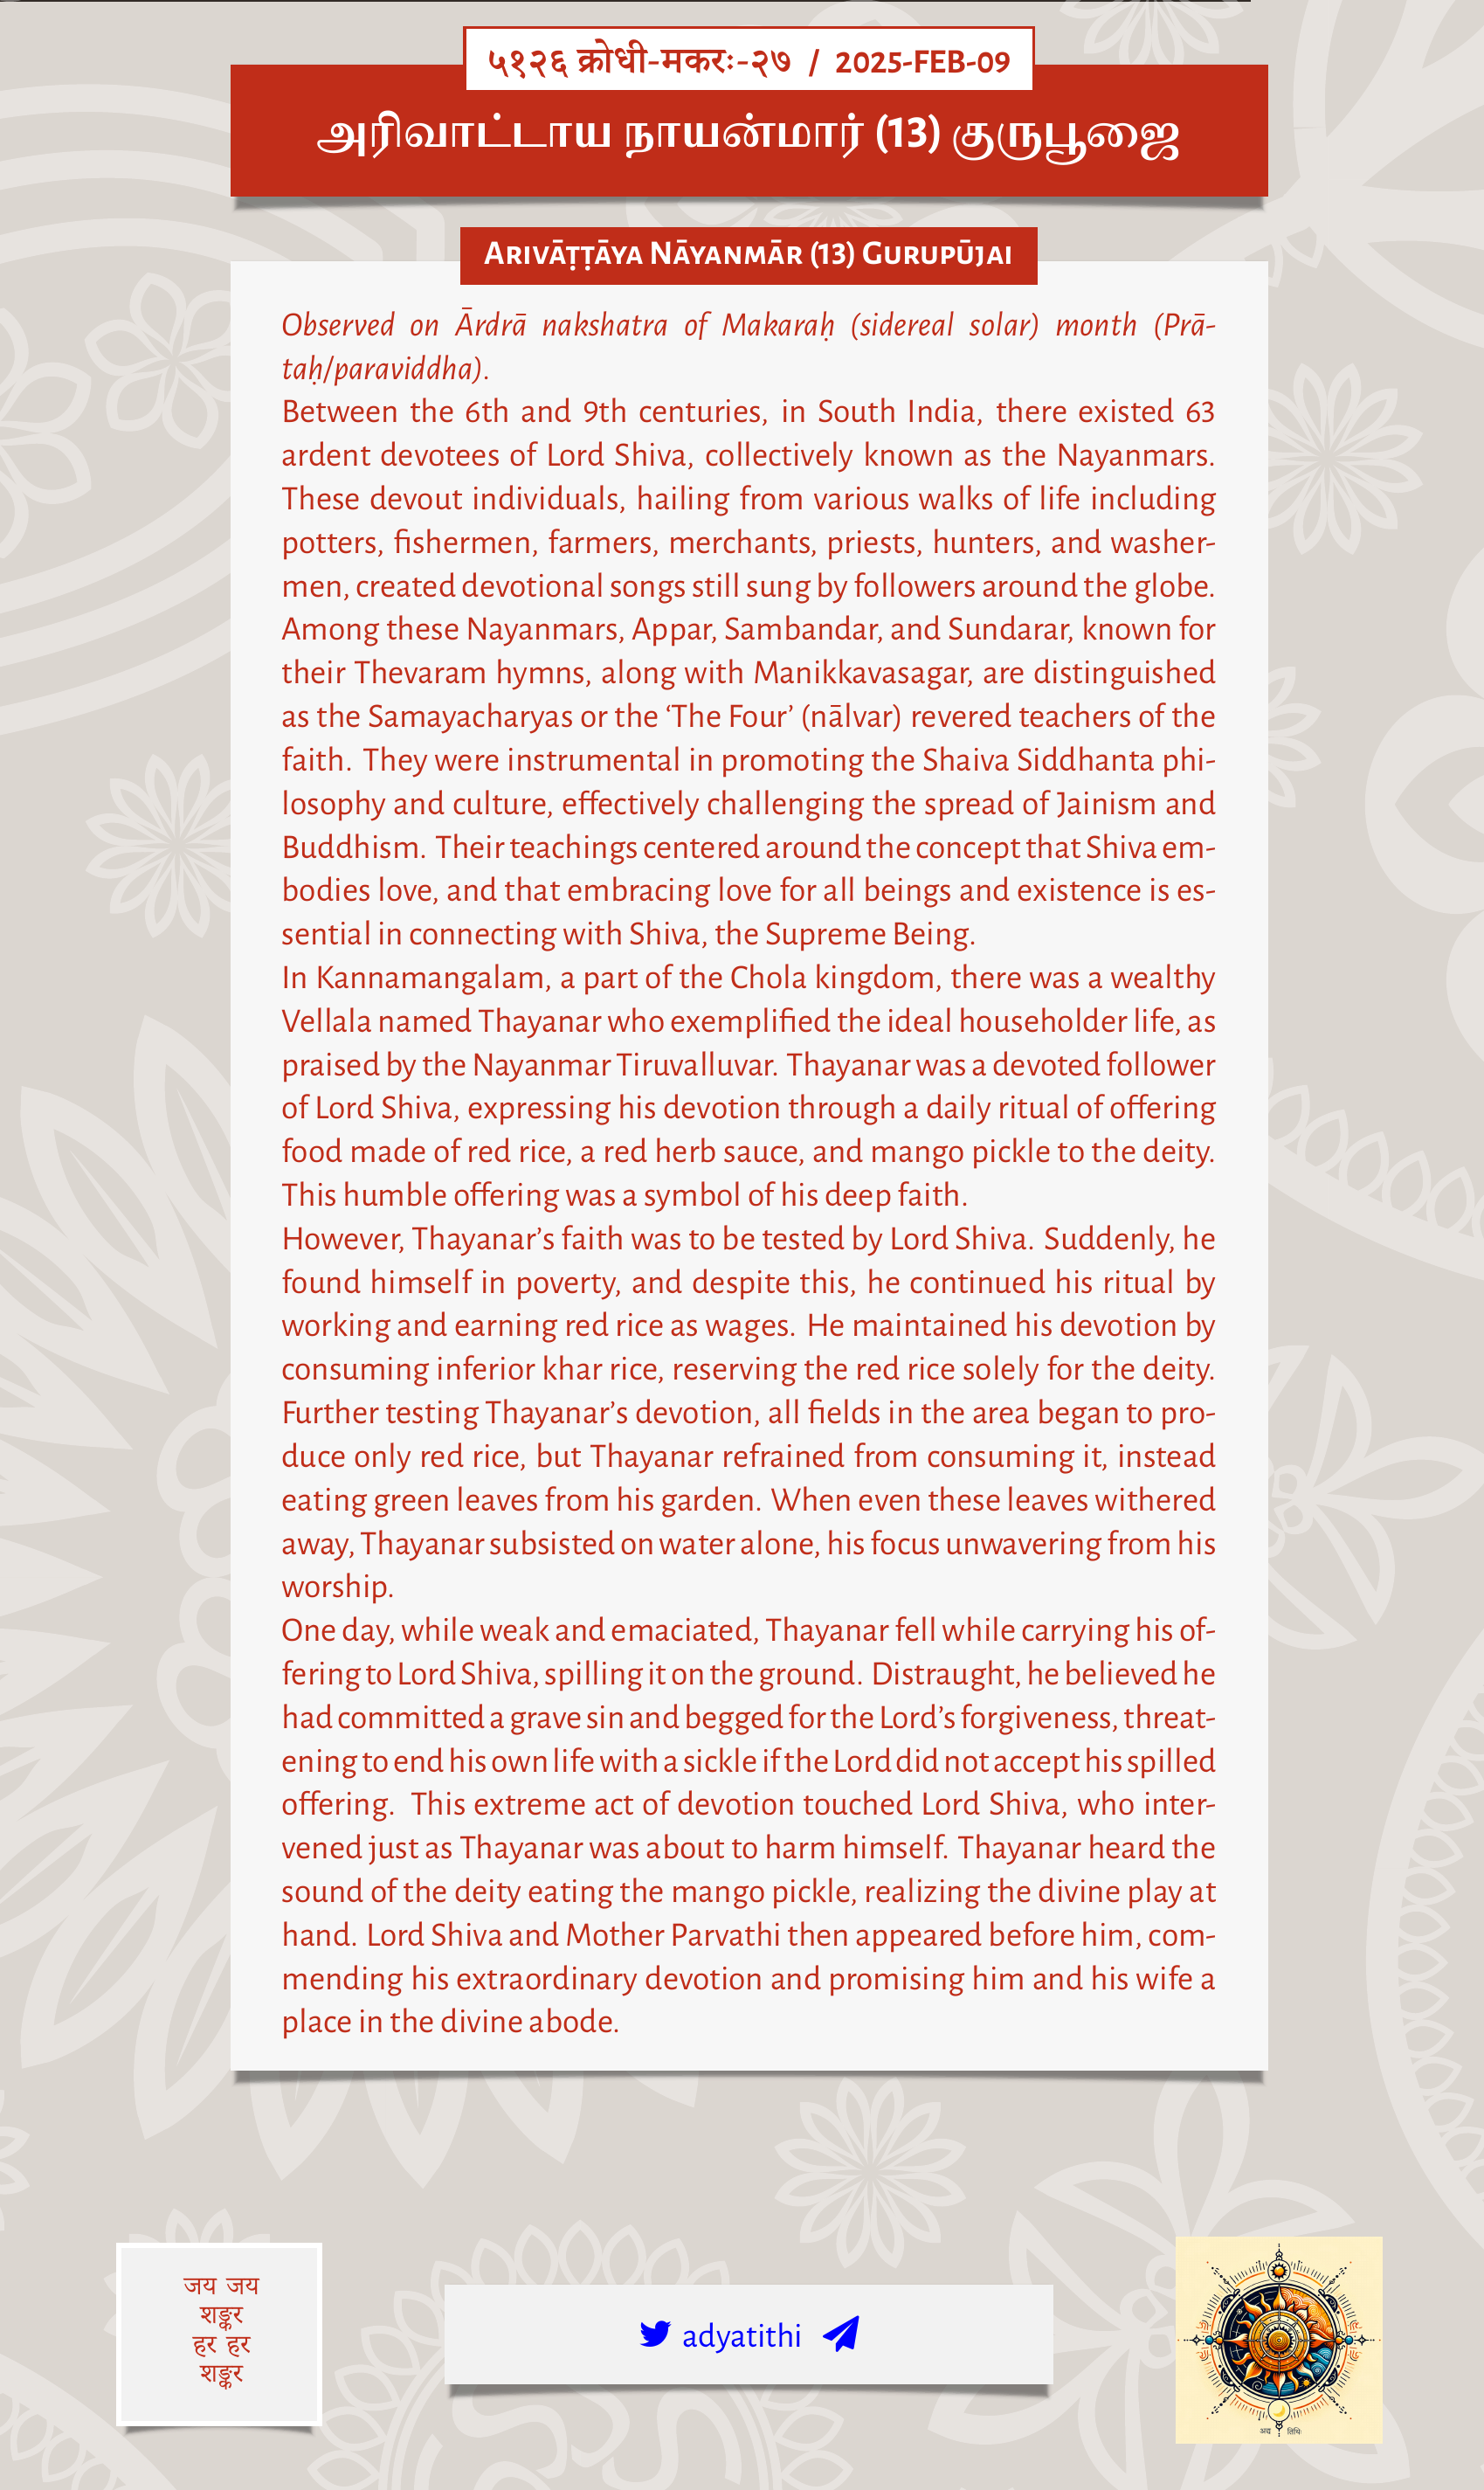 ५१२६ क्रोधी-मकरः-२७ / 2025-FEB-09
அரிவாட்டாய நாயன்மார் (13) குருபூஜை
Arivāṭṭāya Nāyanmār (13) Gurupūjai
Observed on Ārdrā nakshatra of Makaraḥ (sidereal solar) month (Prā-
taḥ/paraviddha).
Between the 6th and 9th centuries, in South India, there existed 63
ardent devotees of Lord Shiva, collectively known as the Nayanmars.
These devout individuals, hailing from various walks of life including
potters, fishermen, farmers, merchants, priests, hunters, and washer-
men, created devotional songs still sung by followers around the globe.
Among these Nayanmars, Appar, Sambandar, and Sundarar, known for
their Thevaram hymns, along with Manikkavasagar, are distinguished
as the Samayacharyas or the ‘The Four’ (nālvar) revered teachers of the
faith. They were instrumental in promoting the Shaiva Siddhanta phi-
losophy and culture, effectively challenging the spread of Jainism and
Buddhism. Their teachings centered around the concept that Shiva em-
bodies love, and that embracing love for all beings and existence is es-
sential in connecting with Shiva, the Supreme Being.
In Kannamangalam, a part of the Chola kingdom, there was a wealthy
Vellala named Thayanar who exemplified the ideal householder life, as
praised by the Nayanmar Tiruvalluvar. Thayanar was a devoted follower
of Lord Shiva, expressing his devotion through a daily ritual of offering
food made of red rice, a red herb sauce, and mango pickle to the deity.
This humble offering was a symbol of his deep faith.
However, Thayanar’s faith was to be tested by Lord Shiva. Suddenly, he
found himself in poverty, and despite this, he continued his ritual by
working and earning red rice as wages. He maintained his devotion by
consuming inferior khar rice, reserving the red rice solely for the deity.
Further testing Thayanar’s devotion, all fields in the area began to pro-
duce only red rice, but Thayanar refrained from consuming it, instead
eating green leaves from his garden. When even these leaves withered
away, Thayanar subsisted on water alone, his focus unwavering from his
worship.
One day, while weak and emaciated, Thayanar fell while carrying his of-
fering to Lord Shiva, spilling it on the ground. Distraught, he believed he
had committed a grave sin and begged for the Lord’s forgiveness, threat-
ening to end his own life with a sickle if the Lord did not accept his spilled
offering. This extreme act of devotion touched Lord Shiva, who inter-
vened just as Thayanar was about to harm himself. Thayanar heard the
sound of the deity eating the mango pickle, realizing the divine play at
hand. Lord Shiva and Mother Parvathi then appeared before him, com-
mending his extraordinary devotion and promising him and his wife a
place in the divine abode.
जय जय
शङ्कर
हर हर
शङ्कर
adyatithi
अद्य तिथिः